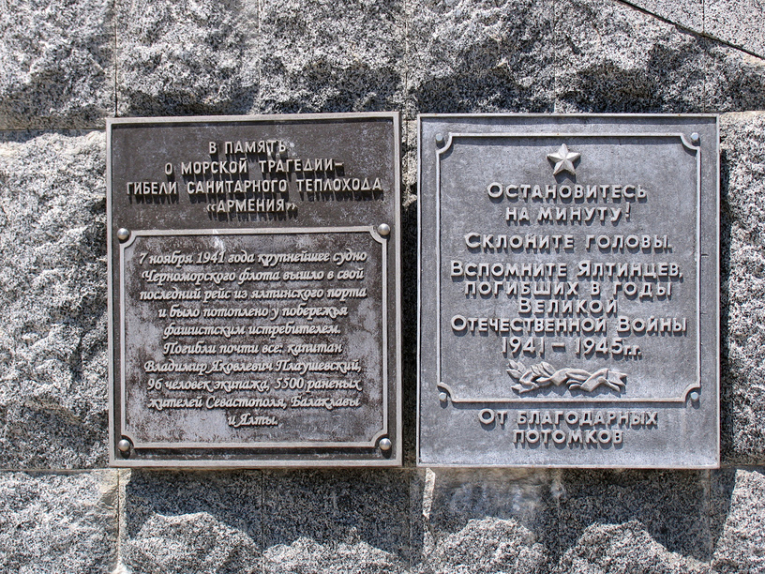 В ПАМЯТЬ
О МОРСКОЙ ТРАГЕДИИ-
ГИБЕЛИ САНИТАРНОГО ТЕПЛОХОДА
«АРМЕНИЯ»
7 ноября 1941 года крупнейшее судно
Черноморского флота вышло в свой
последний рейс из ялтинского порта
и было потоплено у побережья
фашистским истребителем.
Погибли почти все: капитан
Владимир Яковлевич Плаушевский,
96 человек экипажа, 5500 раненых
жителей Севастополя, Балаклавы
и Ялты.
ОСТАНОВИТЕСЬ
НА МИНУТУ!
СКЛОНИТЕ ГОЛОВЫ.
ВСПОМНИТЕ ЯЛТИНЦЕВ,
ПОГИБШИХ В ГОДЫ
ВЕЛИКОЙ
ОТЕЧЕСТВЕННОЙ ВОЙНЫ
1941 – 1945 г.г.
ОТ БЛАГОДАРНЫХ
ПОТОМКОВ